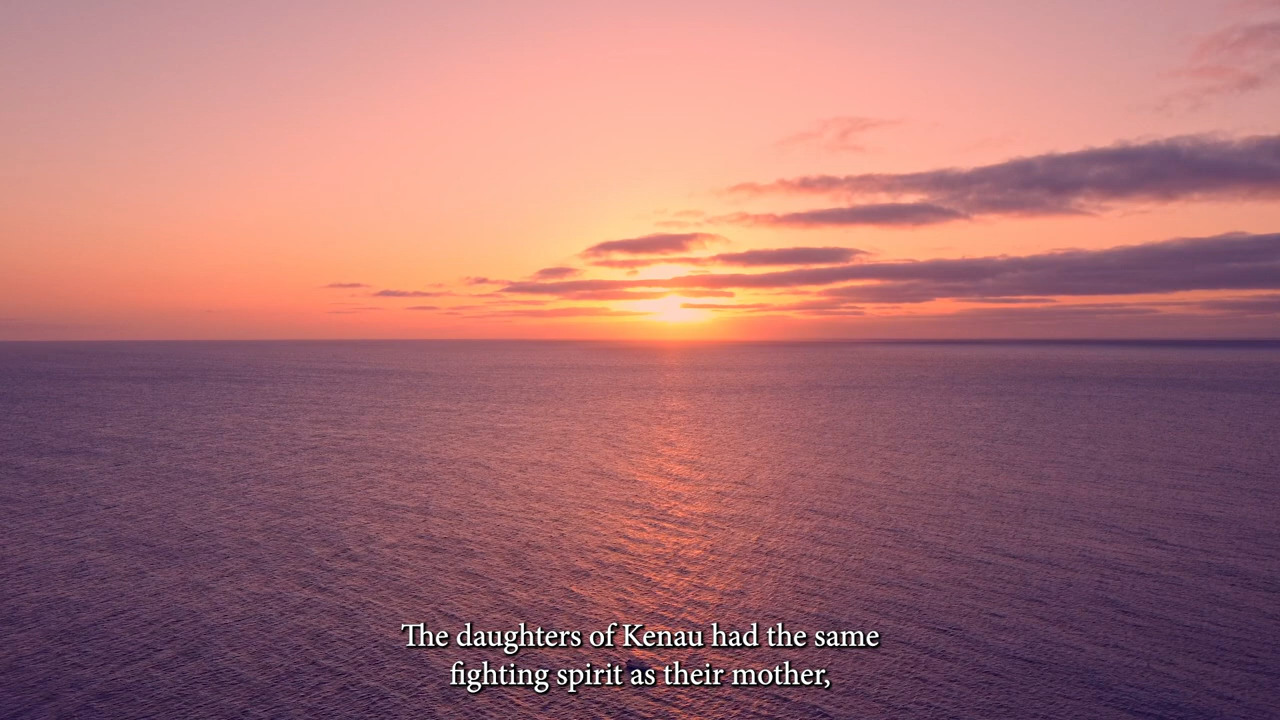 The daughters of Kenau had the same
fighting spirit as their mother,